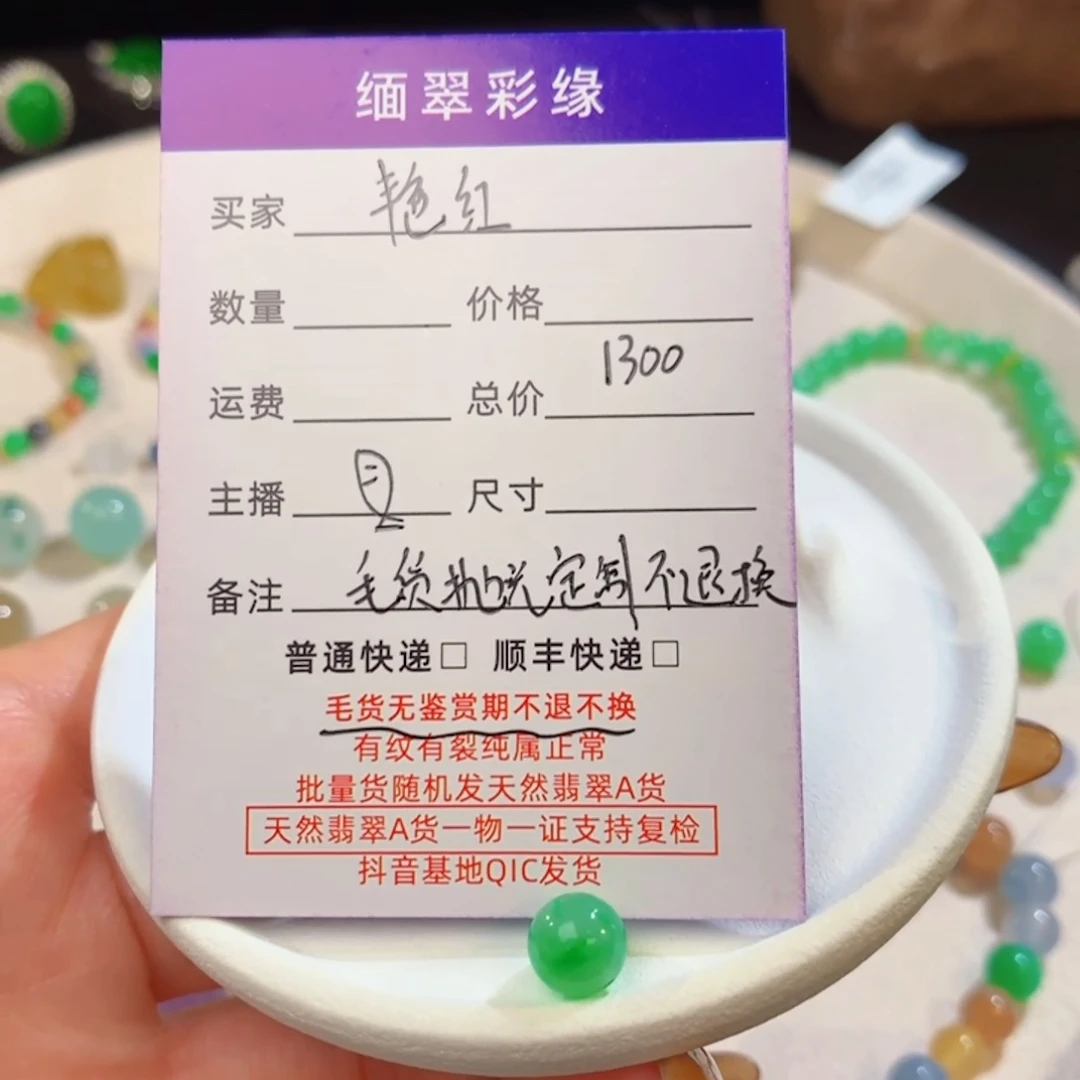 缅翠彩缘
买家 艳红
数量 价格
1300
运费 总价
主播 尺寸
备注 毛货抛光定制不退换
普通快递□ 顺丰快递□
毛货无鉴赏期不退不换
有纹有裂纯属正常
批量货随机发天然翡翠A货
天然翡翠A货一物一证支持复检
抖音基地QIC发货